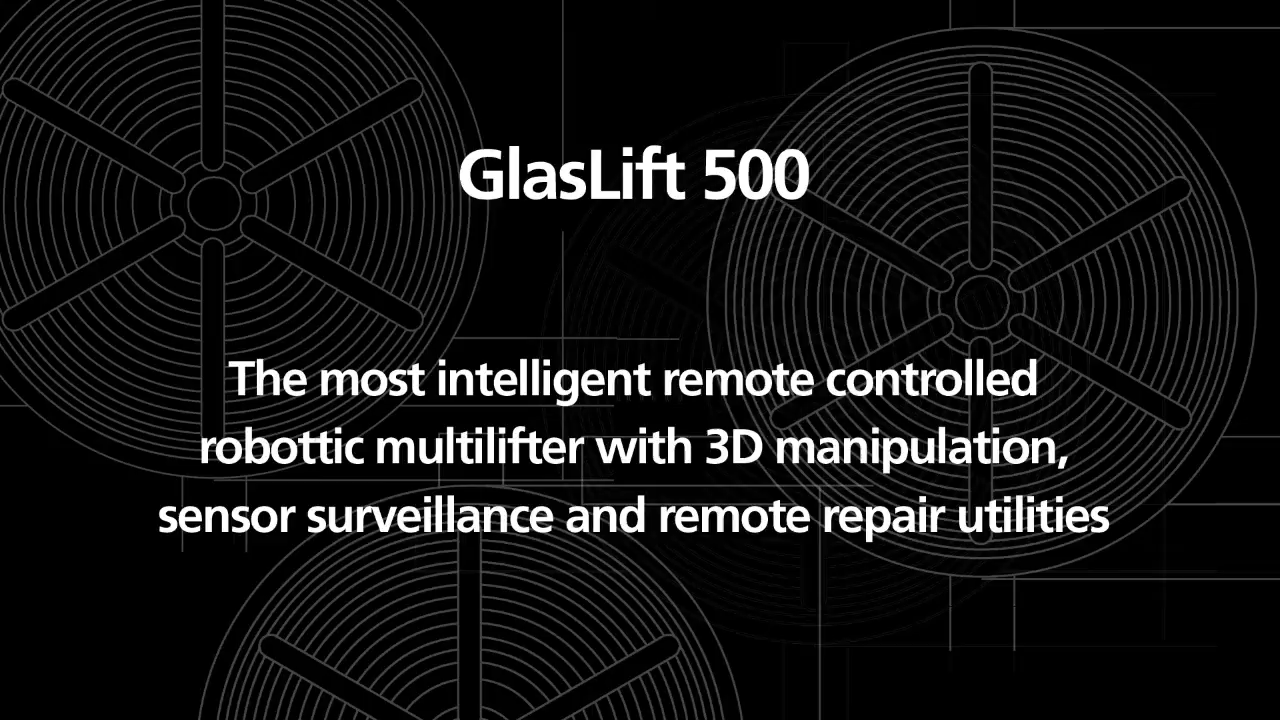 GlasLift 500
The most intelligent remote controlled
robottic multilifter with 3D manipulation,
sensor surveillance and remote repair utilities